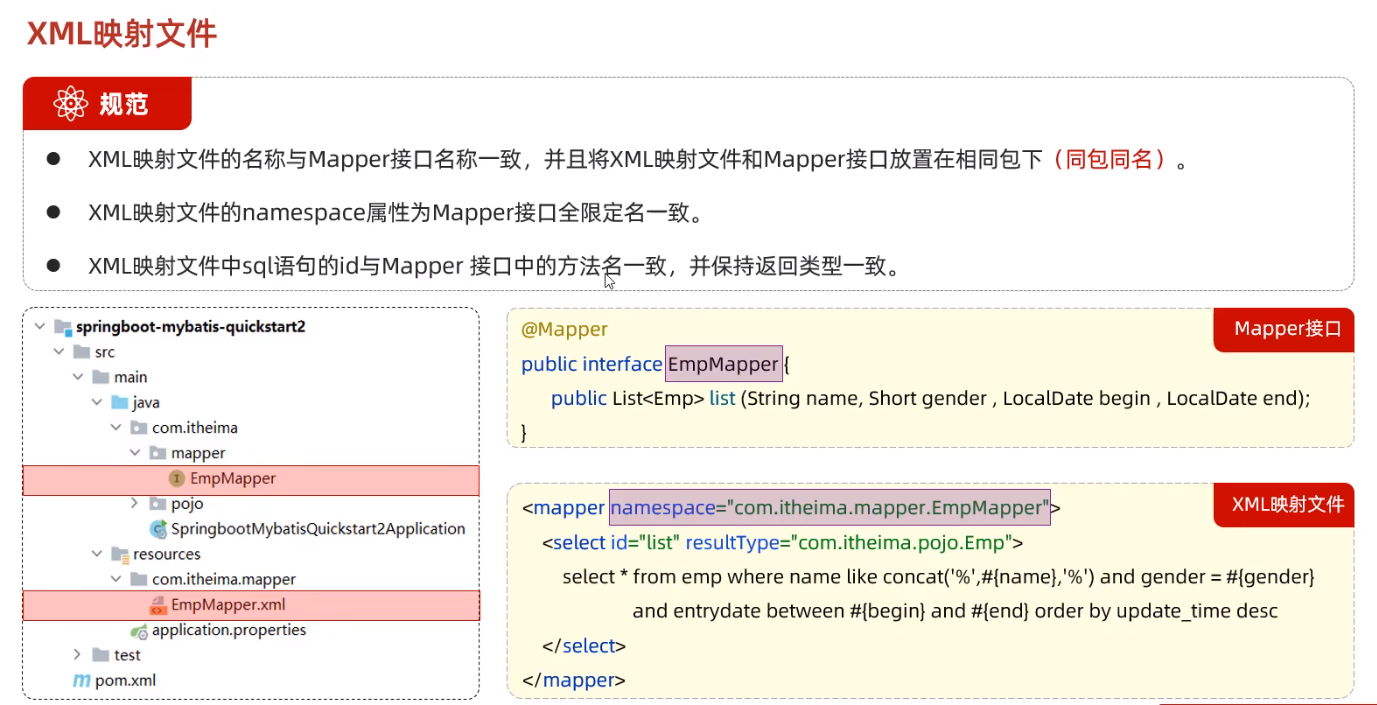 XML映射文件
规范
XML映射文件的名称与Mapper接口名称一致，并且将XML映射文件和Mapper接口放置在相同包下（同包同名）。
XML映射文件的namespace属性为Mapper接口全限定名一致。
XML映射文件中sql语句的id与Mapper 接口中的方法名一致，并保持返回类型一致。
springboot-mybatis-quickstart2
src
main
java
com.itheima
mapper
EmpMapper
pojo
SpringbootMybatisQuickstart2Application
resources
com.itheima.mapper
EmpMapper.xml
application.properties
test
pom.xml
Mapper接口
@Mapper
public interface EmpMapper {
public List<Emp> list (String name, Short gender , LocalDate begin , LocalDate end);
}
XML映射文件
<mapper namespace="com.itheima.mapper.EmpMapper">
<select id="list" resultType="com.itheima.pojo.Emp">
select * from emp where name like concat('%',#{name},'%') and gender = #{gender}
and entrydate between #{begin} and #{end} order by update_time desc
</select>
</mapper>